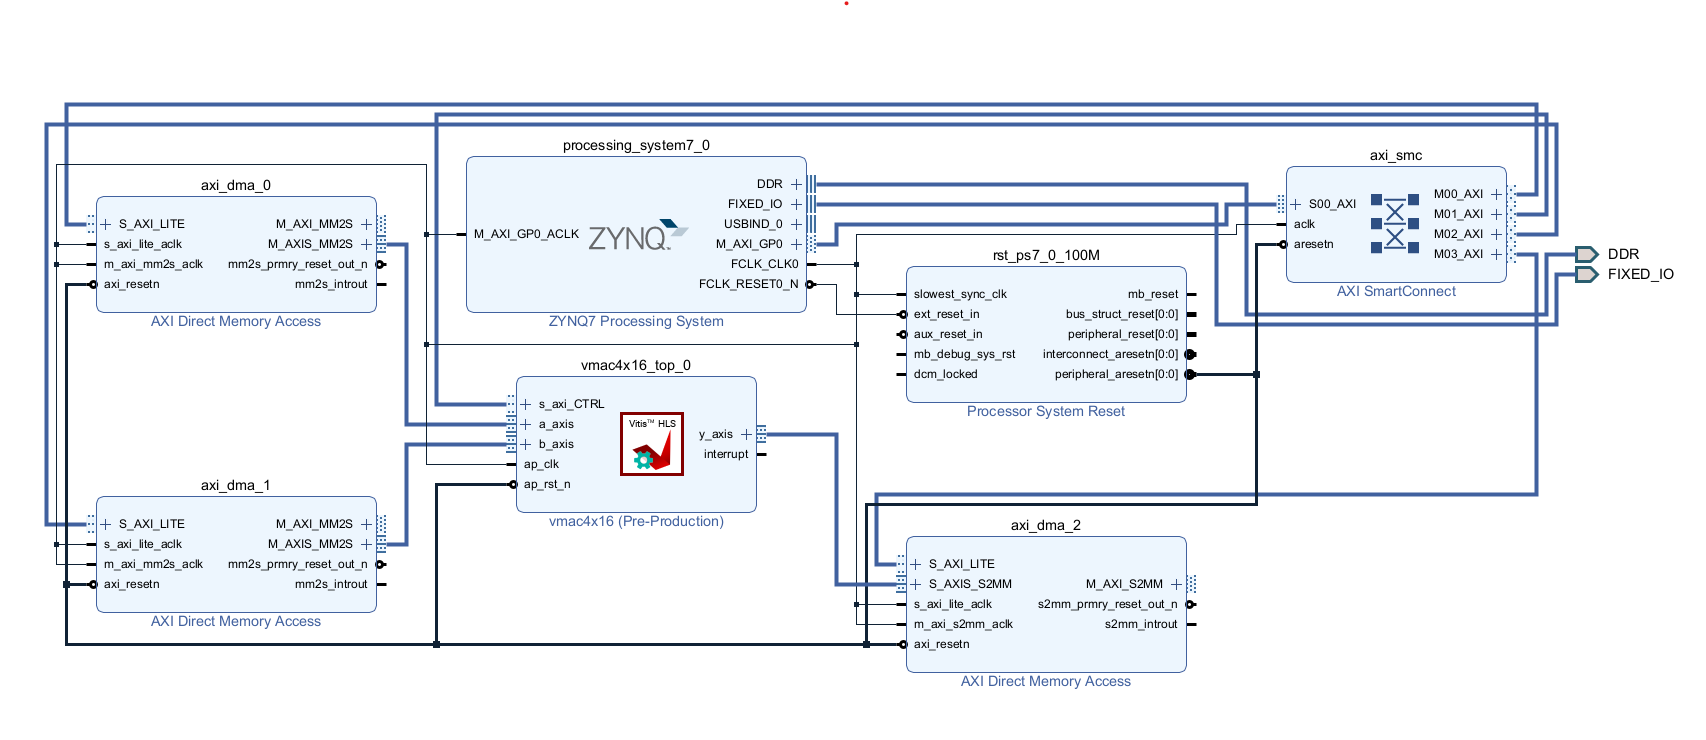 processing_system7_0
DDR
FIXED_IO
USBIND_0
M_AXI_GP0_ACLK
M_AXI_GP0
FCLK_CLK0
FCLK_RESET0_N
ZYNQ
ZYNQ7 Processing System
axi_smc
S00_AXI
aclk
aresetn
M00_AXI
M01_AXI
M02_AXI
M03_AXI
AXI SmartConnect
DDR
FIXED_IO
axi_dma_0
S_AXI_LITE
s_axi_lite_aclk
m_axi_mm2s_aclk
axi_resetn
M_AXI_MM2S
M_AXIS_MM2S
mm2s_prmry_reset_out_n
mm2s_introut
AXI Direct Memory Access
rst_ps7_0_100M
slowest_sync_clk
ext_reset_in
aux_reset_in
mb_debug_sys_rst
dcm_locked
mb_reset
bus_struct_reset[0:0]
peripheral_reset[0:0]
interconnect_aresetn[0:0]
peripheral_aresetn[0:0]
Processor System Reset
vmac4x16_top_0
s_axi_CTRL
a_axis
b_axis
ap_clk
ap_rst_n
Vitis™ HLS
y_axis
interrupt
vmac4x16 (Pre-Production)
axi_dma_1
S_AXI_LITE
s_axi_lite_aclk
m_axi_mm2s_aclk
axi_resetn
M_AXI_MM2S
M_AXIS_MM2S
mm2s_prmry_reset_out_n
mm2s_introut
AXI Direct Memory Access
axi_dma_2
S_AXI_LITE
S_AXIS_S2MM
s_axi_lite_aclk
m_axi_s2mm_aclk
axi_resetn
M_AXI_S2MM
s2mm_prmry_reset_out_n
s2mm_introut
AXI Direct Memory Access